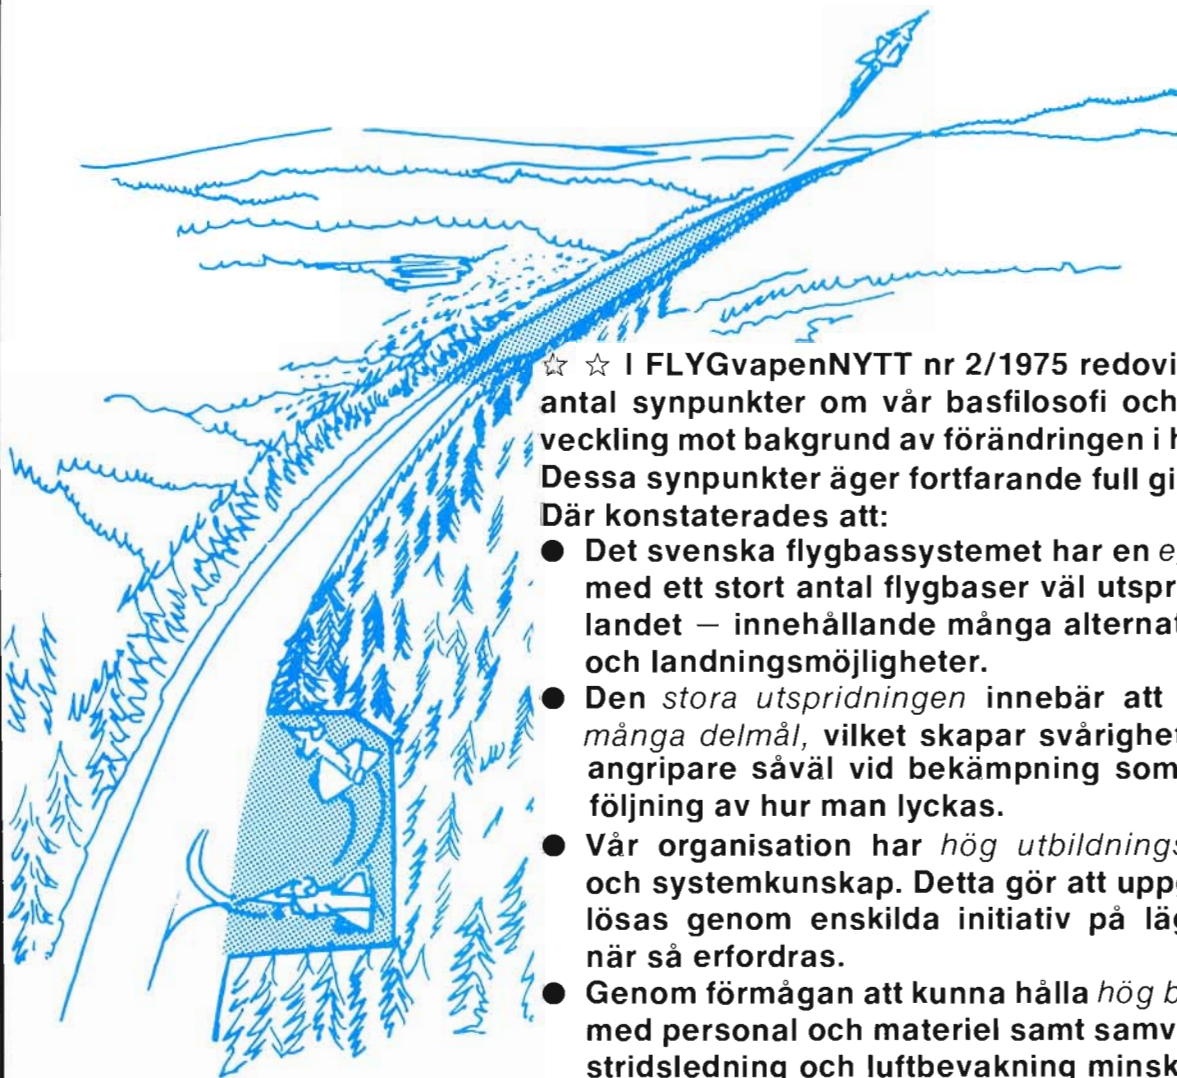 ☆ ☆ I FLYGvapenNYTT nr 2/1975 redovi
antal synpunkter om vår basfilosofi och
veckling mot bakgrund av förändringen i h
Dessa synpunkter äger fortfarande full gi
Där konstaterades att:
● Det svenska flygbassystemet har en e
med ett stort antal flygbaser väl utspr
landet — innehållande många alternat
och landningsmöjligheter.
● Den stora utspridningen innebär att
många delmål, vilket skapar svårighet
angripare såväl vid bekämpning som
följning av hur man lyckas.
● Vår organisation har hög utbildnings
och systemkunskap. Detta gör att uppg
lösas genom enskilda initiativ på läg
när så erfordras.
● Genom förmågan att kunna hålla hög b
med personal och materiel samt samv
stridsledning och luftbevakning minsk